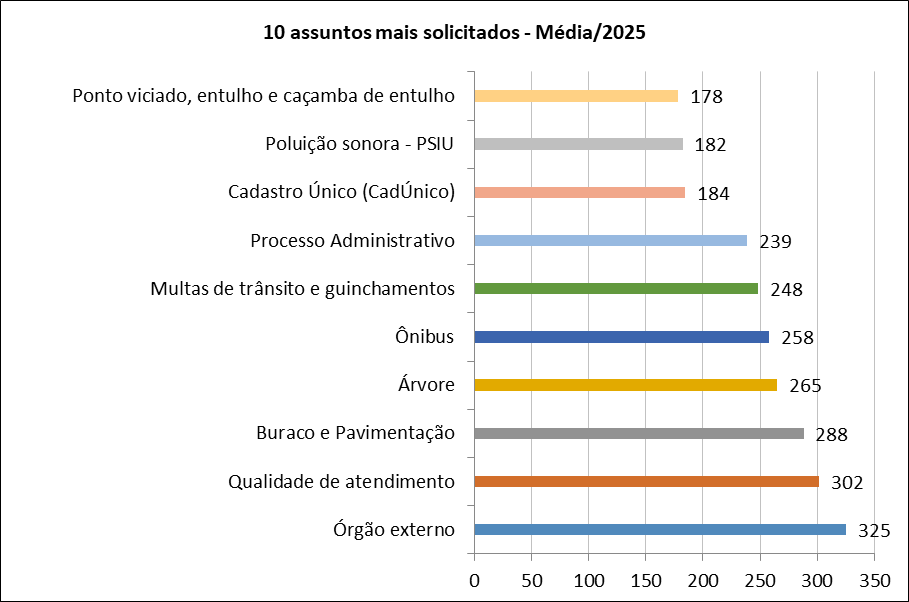 10 assuntos mais solicitados - Média/2025
Ponto viciado, entulho e caçamba de entulho 178
Poluição sonora - PSIU 182
Cadastro Único (CadÚnico) 184
Processo Administrativo 239
Multas de trânsito e guinchamentos 248
Ônibus 258
Árvore 265
Buraco e Pavimentação 288
Qualidade de atendimento 302
Órgão externo 325
0 50 100 150 200 250 300 350